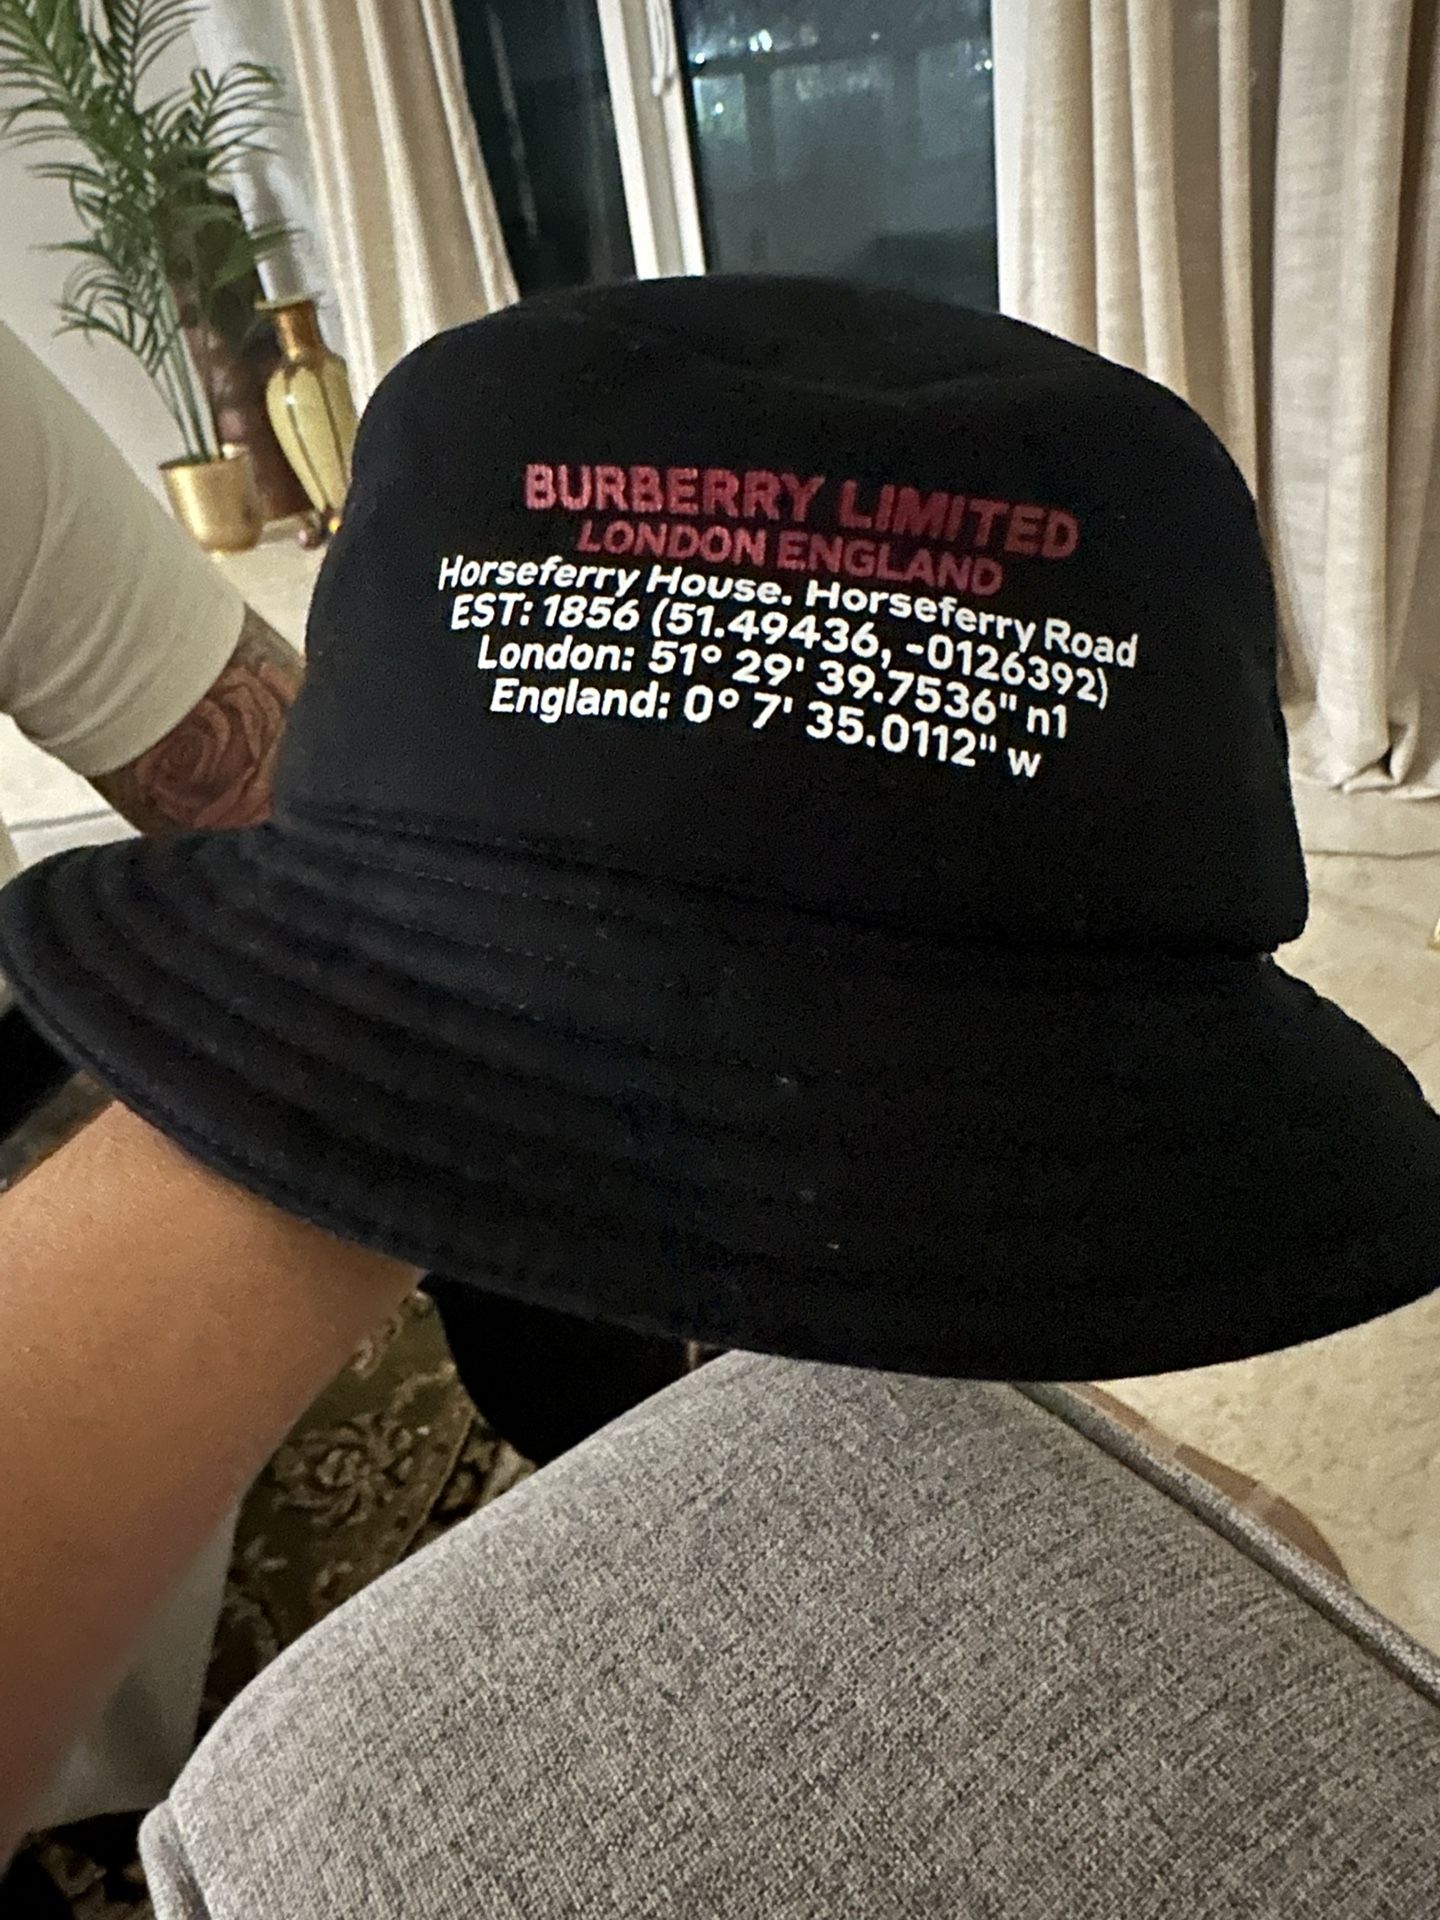 BURBERRY LIMITED
LONDON ENGLAND
Horseferry House. Horseferry Road
EST: 1856 (51.49436, -0126392)
London: 51° 29' 39.7536" n1
England: 0° 7' 35.0112" w